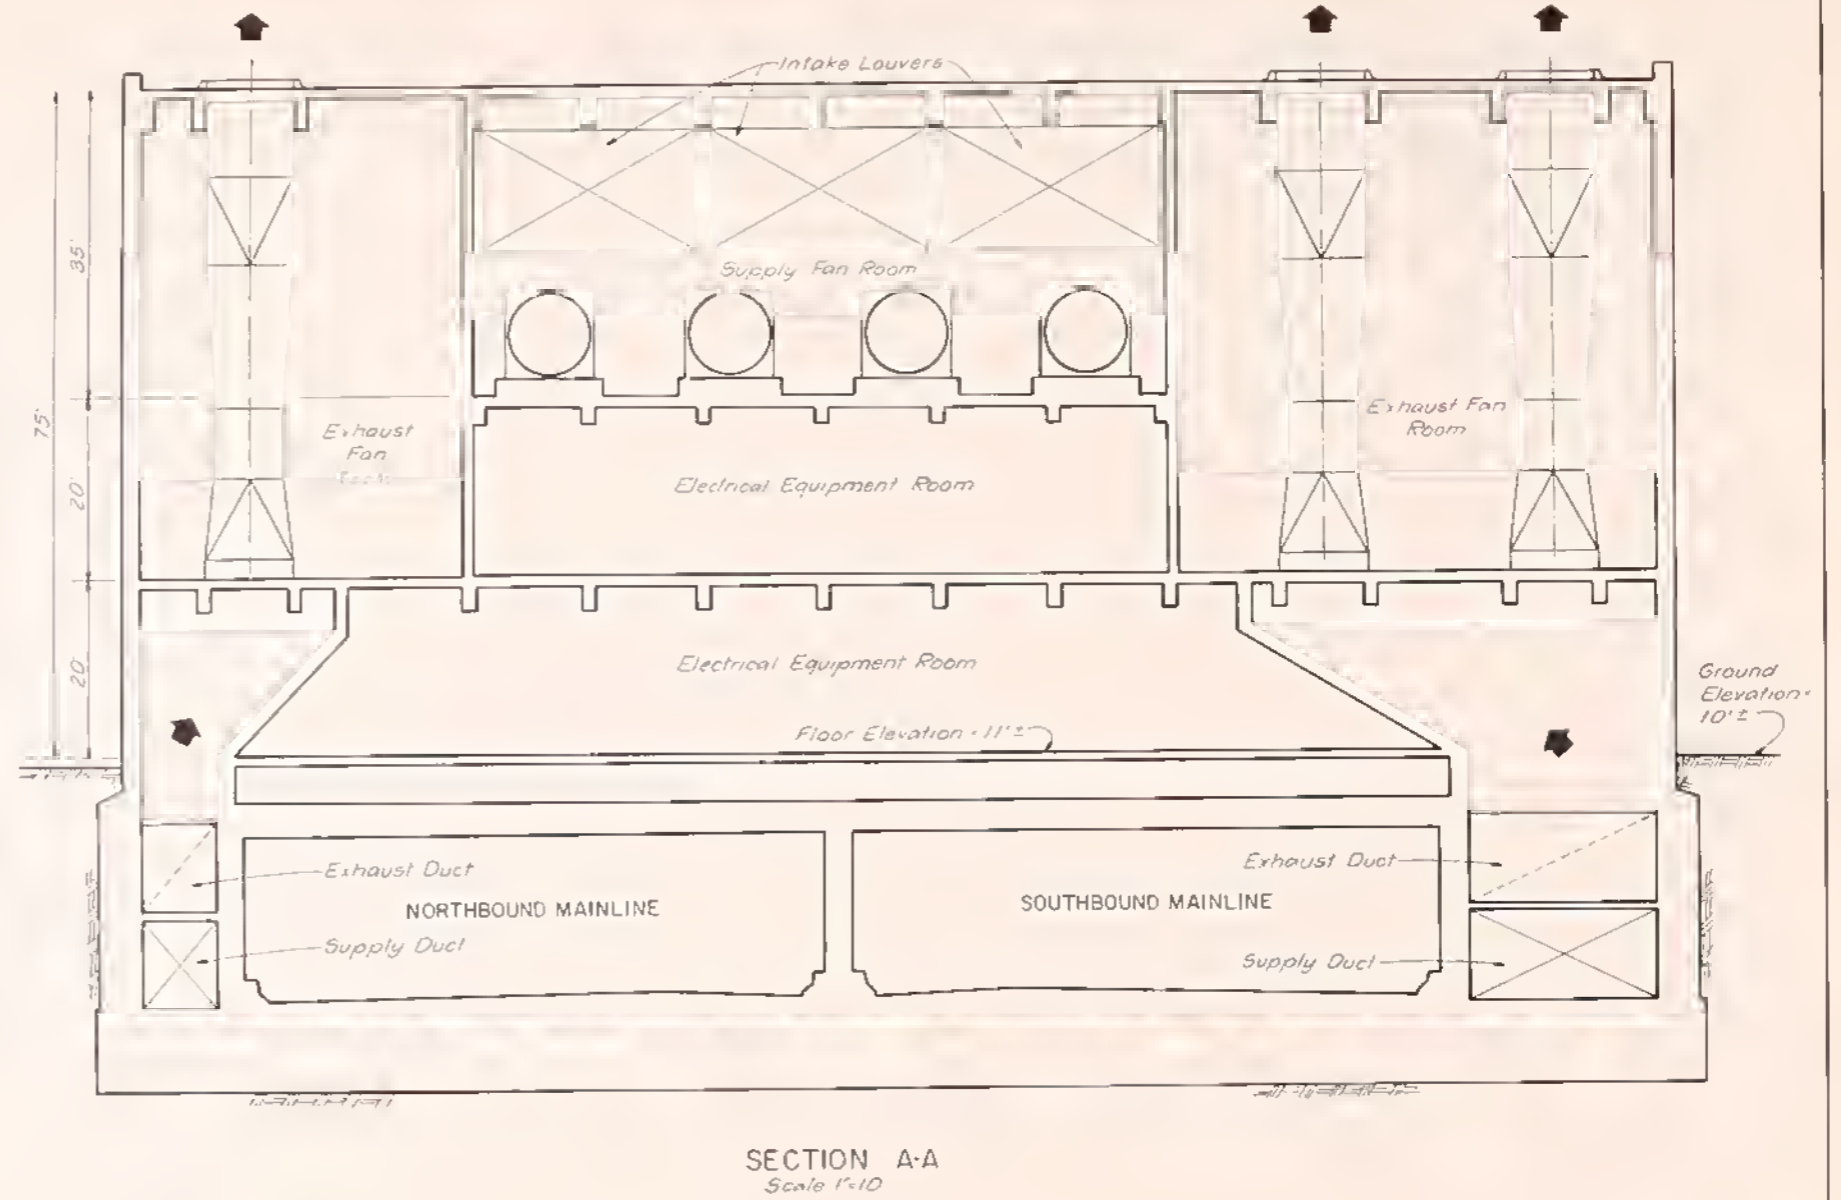 Intake Louvers
35'
Supply Fan Room
75'
20'
Exhaust
Fan
Room
Exhaust Fan
Room
Electrical Equipment Room
20'
Electrical Equipment Room
Ground
Elevation=
10'±
Floor Elevation = 11'±
Exhaust Duct
Exhaust Duct
NORTHBOUND MAINLINE
SOUTHBOUND MAINLINE
Supply Duct
Supply Duct
SECTION A-A
Scale 1"=10